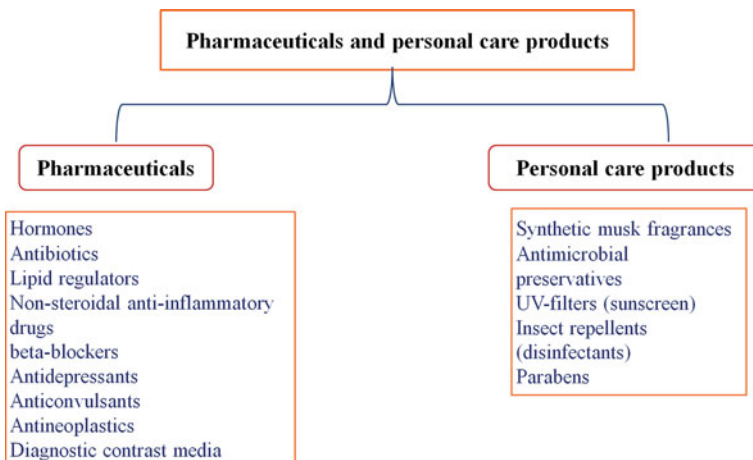 Pharmaceuticals and personal care products
Pharmaceuticals
Personal care products
Hormones
Antibiotics
Lipid regulators
Non-steroidal anti-inflammatory
drugs
beta-blockers
Antidepressants
Anticonvulsants
Antineoplastics
Diagnostic contrast media
Synthetic musk fragrances
Antimicrobial
preservatives
UV-filters (sunscreen)
Insect repellents
(disinfectants)
Parabens